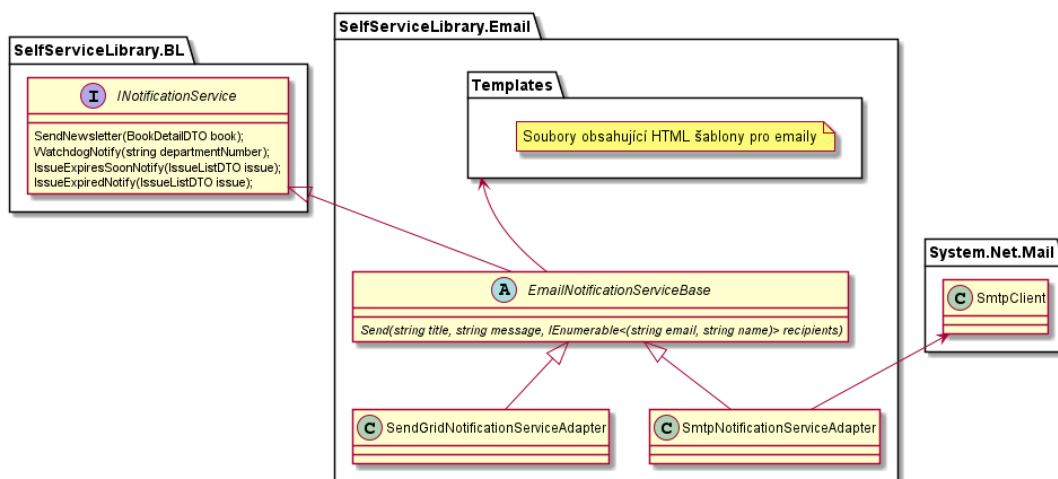 SelfServiceLibrary.BL
I INotificationService
SendNewsletter(BookDetailDTO book);
WatchdogNotify(string departmentNumber);
IssueExpiresSoonNotify(IssueListDTO issue);
IssueExpiredNotify(IssueListDTO issue);
SelfServiceLibrary.Email
Templates
Soubory obsahující HTML šablony pro emaily
A EmailNotificationServiceBase
Send(string title, string message, IEnumerable<(string email, string name)> recipients)
C SendGridNotificationServiceAdapter
C SmtpNotificationServiceAdapter
System.Net.Mail
C SmtpClient